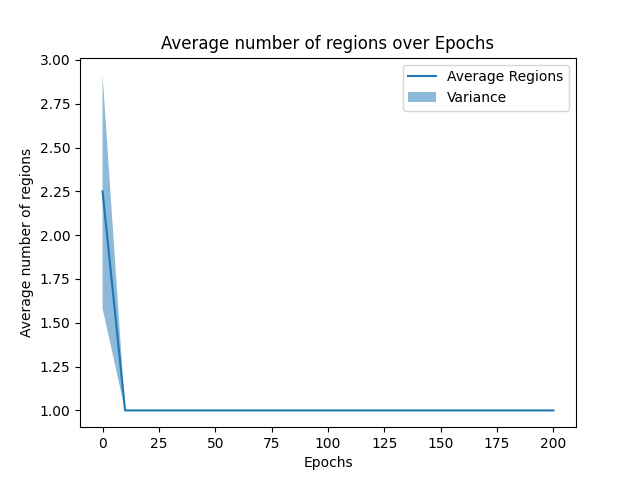 Average number of regions over Epochs
Average Regions
Variance
Average number of regions
3.00
2.75
2.50
2.25
2.00
1.75
1.50
1.25
1.00
0 25 50 75 100 125 150 175 200
Epochs